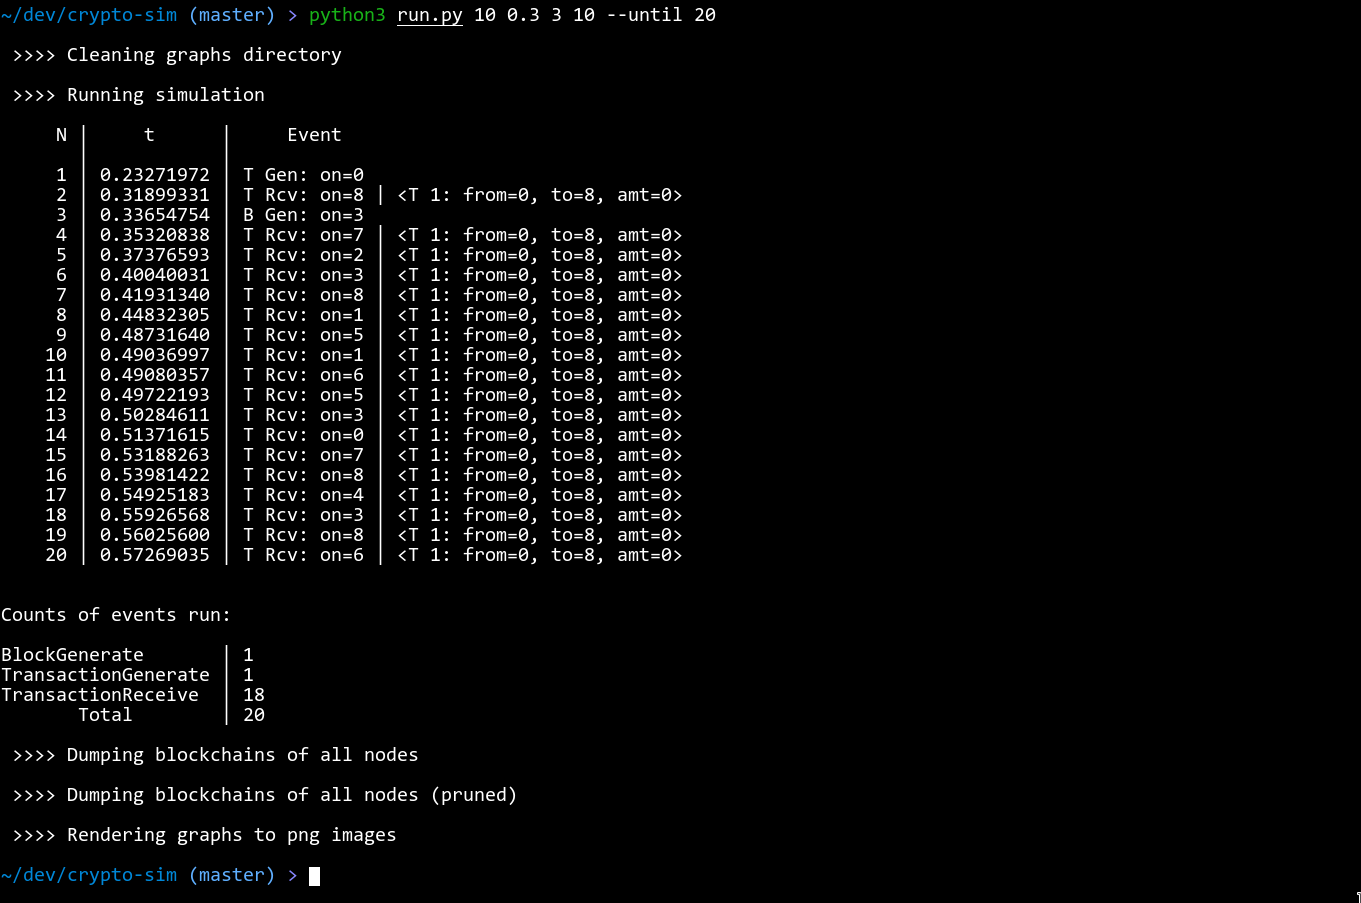 ~/dev/crypto-sim (master) > python3 run.py 10 0.3 3 10 --until 20
>>>> Cleaning graphs directory
>>>> Running simulation
N | t | Event
1 | 0.23271972 | T Gen: on=0
2 | 0.31899331 | T Rcv: on=8 | <T 1: from=0, to=8, amt=0>
3 | 0.33654754 | B Gen: on=3
4 | 0.35320838 | T Rcv: on=7 | <T 1: from=0, to=8, amt=0>
5 | 0.37376593 | T Rcv: on=2 | <T 1: from=0, to=8, amt=0>
6 | 0.40040031 | T Rcv: on=3 | <T 1: from=0, to=8, amt=0>
7 | 0.41931340 | T Rcv: on=8 | <T 1: from=0, to=8, amt=0>
8 | 0.44832305 | T Rcv: on=1 | <T 1: from=0, to=8, amt=0>
9 | 0.48731640 | T Rcv: on=5 | <T 1: from=0, to=8, amt=0>
10 | 0.49036997 | T Rcv: on=1 | <T 1: from=0, to=8, amt=0>
11 | 0.49080357 | T Rcv: on=6 | <T 1: from=0, to=8, amt=0>
12 | 0.49722193 | T Rcv: on=5 | <T 1: from=0, to=8, amt=0>
13 | 0.50284611 | T Rcv: on=3 | <T 1: from=0, to=8, amt=0>
14 | 0.51371615 | T Rcv: on=0 | <T 1: from=0, to=8, amt=0>
15 | 0.53188263 | T Rcv: on=7 | <T 1: from=0, to=8, amt=0>
16 | 0.53981422 | T Rcv: on=8 | <T 1: from=0, to=8, amt=0>
17 | 0.54925183 | T Rcv: on=4 | <T 1: from=0, to=8, amt=0>
18 | 0.55926568 | T Rcv: on=3 | <T 1: from=0, to=8, amt=0>
19 | 0.56025600 | T Rcv: on=8 | <T 1: from=0, to=8, amt=0>
20 | 0.57269035 | T Rcv: on=6 | <T 1: from=0, to=8, amt=0>
Counts of events run:
BlockGenerate | 1
TransactionGenerate | 1
TransactionReceive | 18
Total | 20
>>>> Dumping blockchains of all nodes
>>>> Dumping blockchains of all nodes (pruned)
>>>> Rendering graphs to png images
~/dev/crypto-sim (master) >